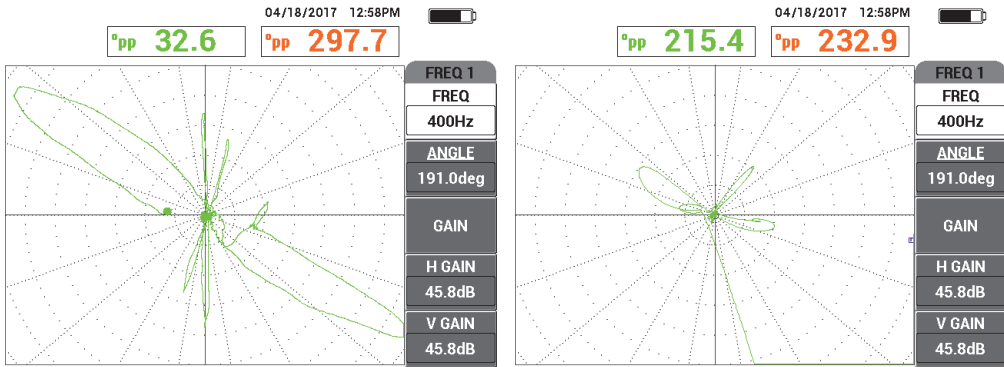 04/18/2017 12:58PM
°pp 32.6 °pp 297.7
FREQ 1
FREQ
400Hz
ANGLE
191.0deg
GAIN
H GAIN
45.8dB
V GAIN
45.8dB
04/18/2017 12:58PM
°pp 215.4 °pp 232.9
FREQ 1
FREQ
400Hz
ANGLE
191.0deg
GAIN
H GAIN
45.8dB
V GAIN
45.8dB